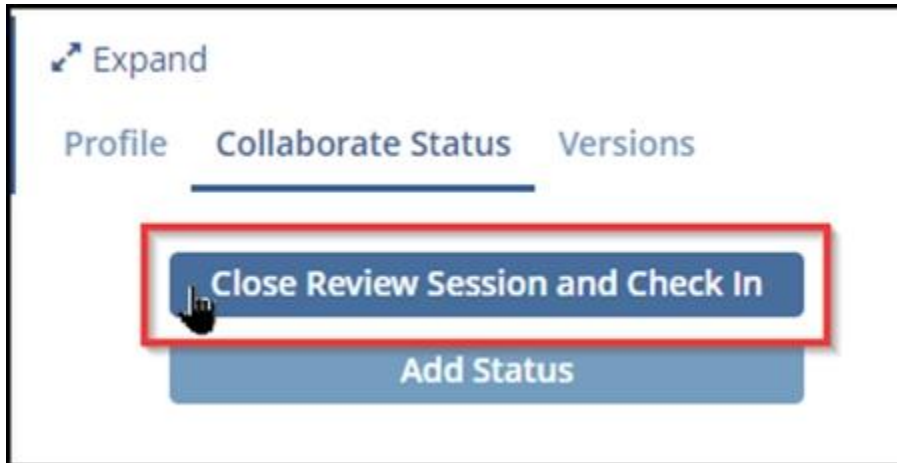 Expand
Profile Collaborate Status Versions
Close Review Session and Check In
Add Status